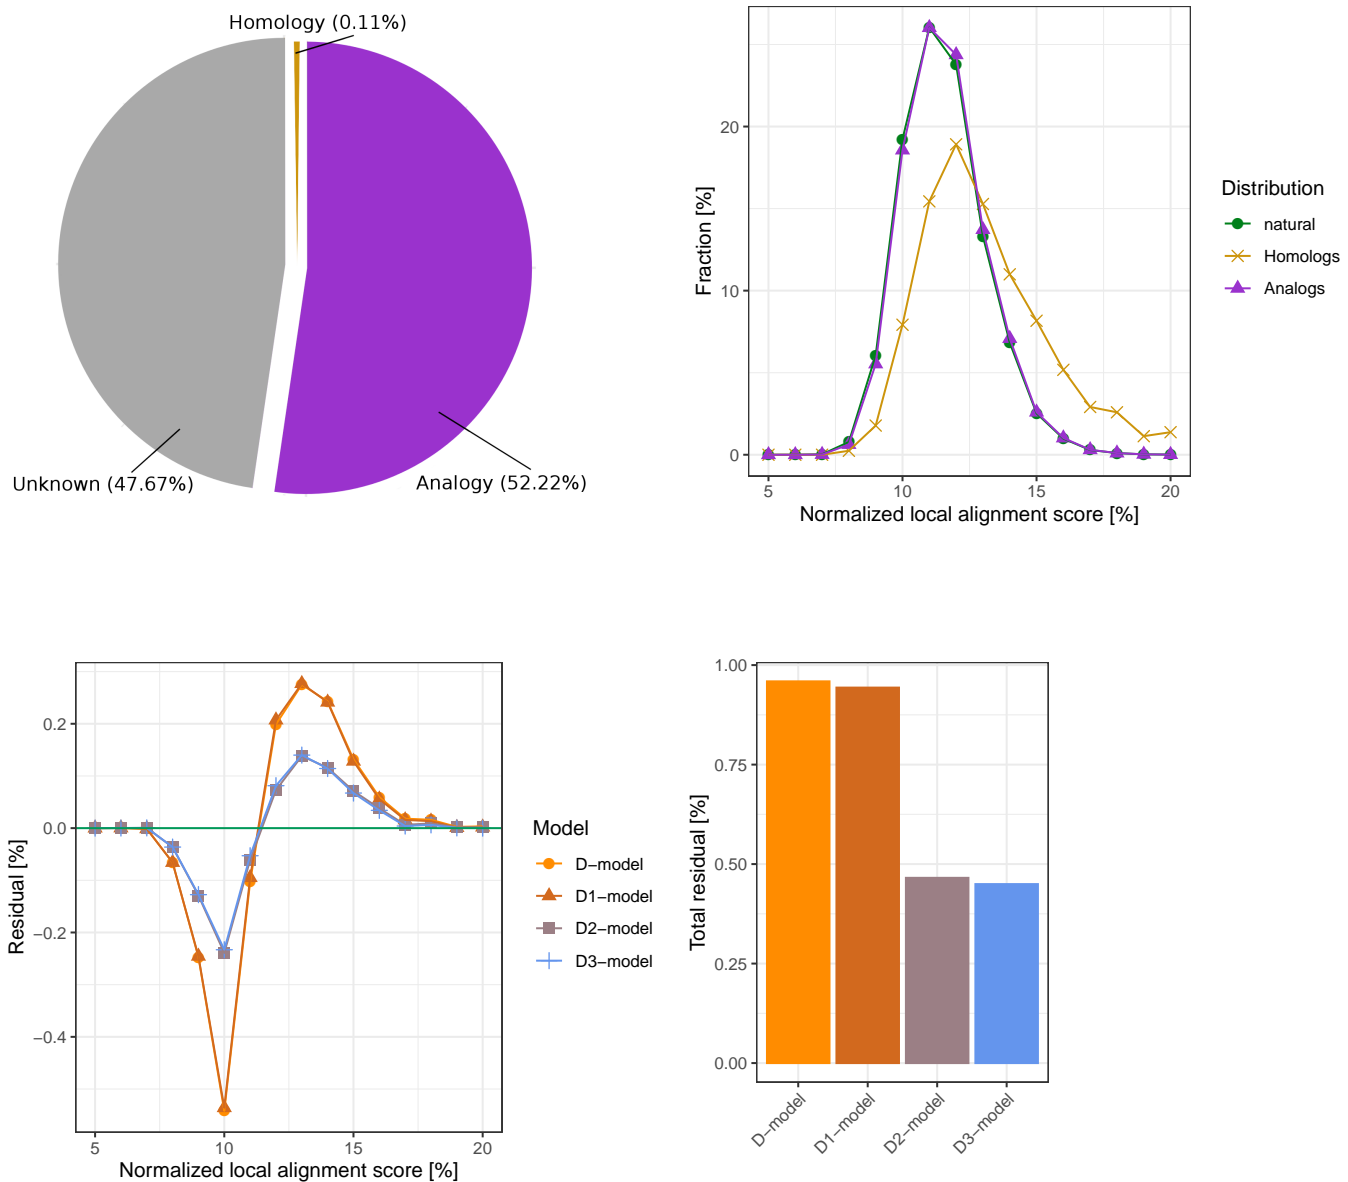 Homology (0.11%)
Unknown (47.67%)
Analogy (52.22%)
Fraction [%]
20
10
0
5
10
15
20
Normalized local alignment score [%]
Distribution
natural
Homologs
Analogs
Residual [%]
0.2
0.0
−0.2
−0.4
5
10
15
20
Normalized local alignment score [%]
Model
D−model
D1−model
D2−model
D3−model
Total residual [%]
1.00
0.75
0.50
0.25
0.00
D−model
D1−model
D2−model
D3−model